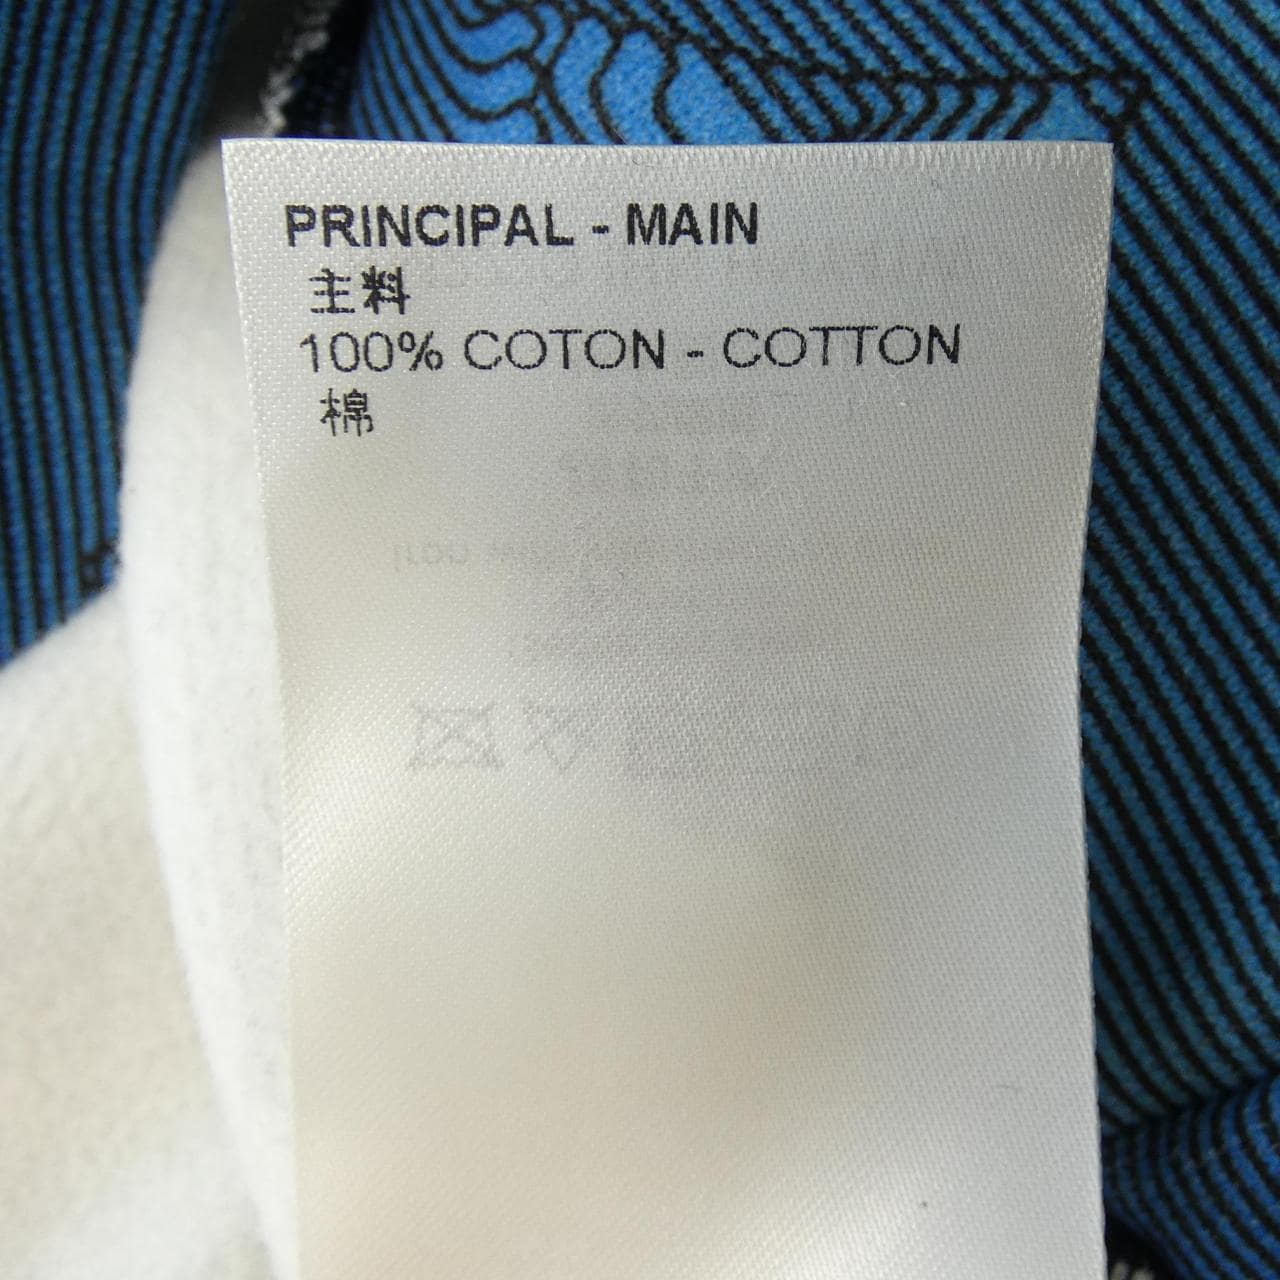 PRINCIPAL - MAIN
主料
100% COTON - COTTON
棉